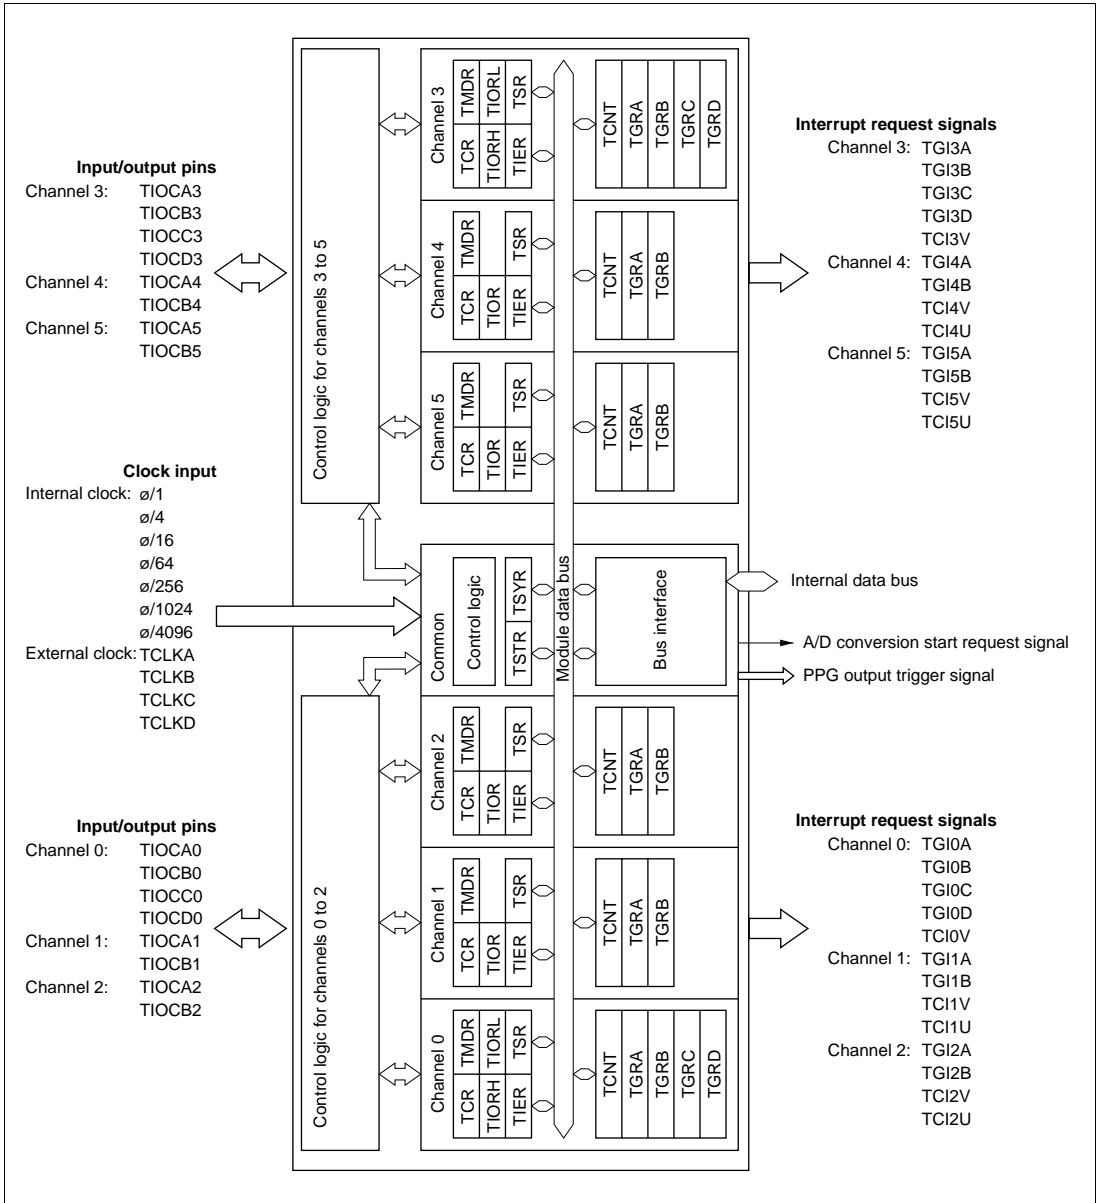 Input/output pins
Channel 3: TIOCA3
TIOCB3
TIOCC3
TIOCD3
Channel 4: TIOCA4
TIOCB4
Channel 5: TIOCA5
TIOCB5
Clock input
Internal clock: ø/1
ø/4
ø/16
ø/64
ø/256
ø/1024
ø/4096
External clock: TCLKA
TCLKB
TCLKC
TCLKD
Input/output pins
Channel 0: TIOCA0
TIOCB0
TIOCC0
TIOCD0
Channel 1: TIOCA1
TIOCB1
Channel 2: TIOCA2
TIOCB2
Control logic for channels 3 to 5
Control logic for channels 0 to 2
Channel 3
TCR TMDR
TIORH TIORL
TIER TSR
TCNT
TGRA
TGRB
TGRC
TGRD
Channel 4
TCR TMDR
TIOR
TIER TSR
TCNT
TGRA
TGRB
Channel 5
TCR TMDR
TIOR
TIER TSR
TCNT
TGRA
TGRB
Common
Control logic
TSTR TSYR
Module data bus
Bus interface
Channel 2
TCR TMDR
TIOR
TIER TSR
TCNT
TGRA
TGRB
Channel 1
TCR TMDR
TIOR
TIER TSR
TCNT
TGRA
TGRB
Channel 0
TCR TMDR
TIORH TIORL
TIER TSR
TCNT
TGRA
TGRB
TGRC
TGRD
Interrupt request signals
Channel 3: TGI3A
TGI3B
TGI3C
TGI3D
TCI3V
Channel 4: TGI4A
TGI4B
TCI4V
TCI4U
Channel 5: TGI5A
TGI5B
TCI5V
TCI5U
Internal data bus
A/D conversion start request signal
PPG output trigger signal
Interrupt request signals
Channel 0: TGI0A
TGI0B
TGI0C
TGI0D
TCI0V
Channel 1: TGI1A
TGI1B
TCI1V
TCI1U
Channel 2: TGI2A
TGI2B
TCI2V
TCI2U